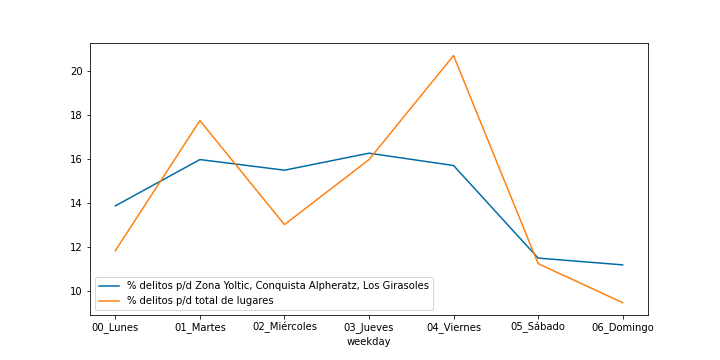 20
18
16
14
12
10
% delitos p/d Zona Yoltic, Conquista Alpheratz, Los Girasoles
% delitos p/d total de lugares
00_Lunes 01_Martes 02_Miércoles 03_Jueves 04_Viernes 05_Sábado 06_Domingo
weekday